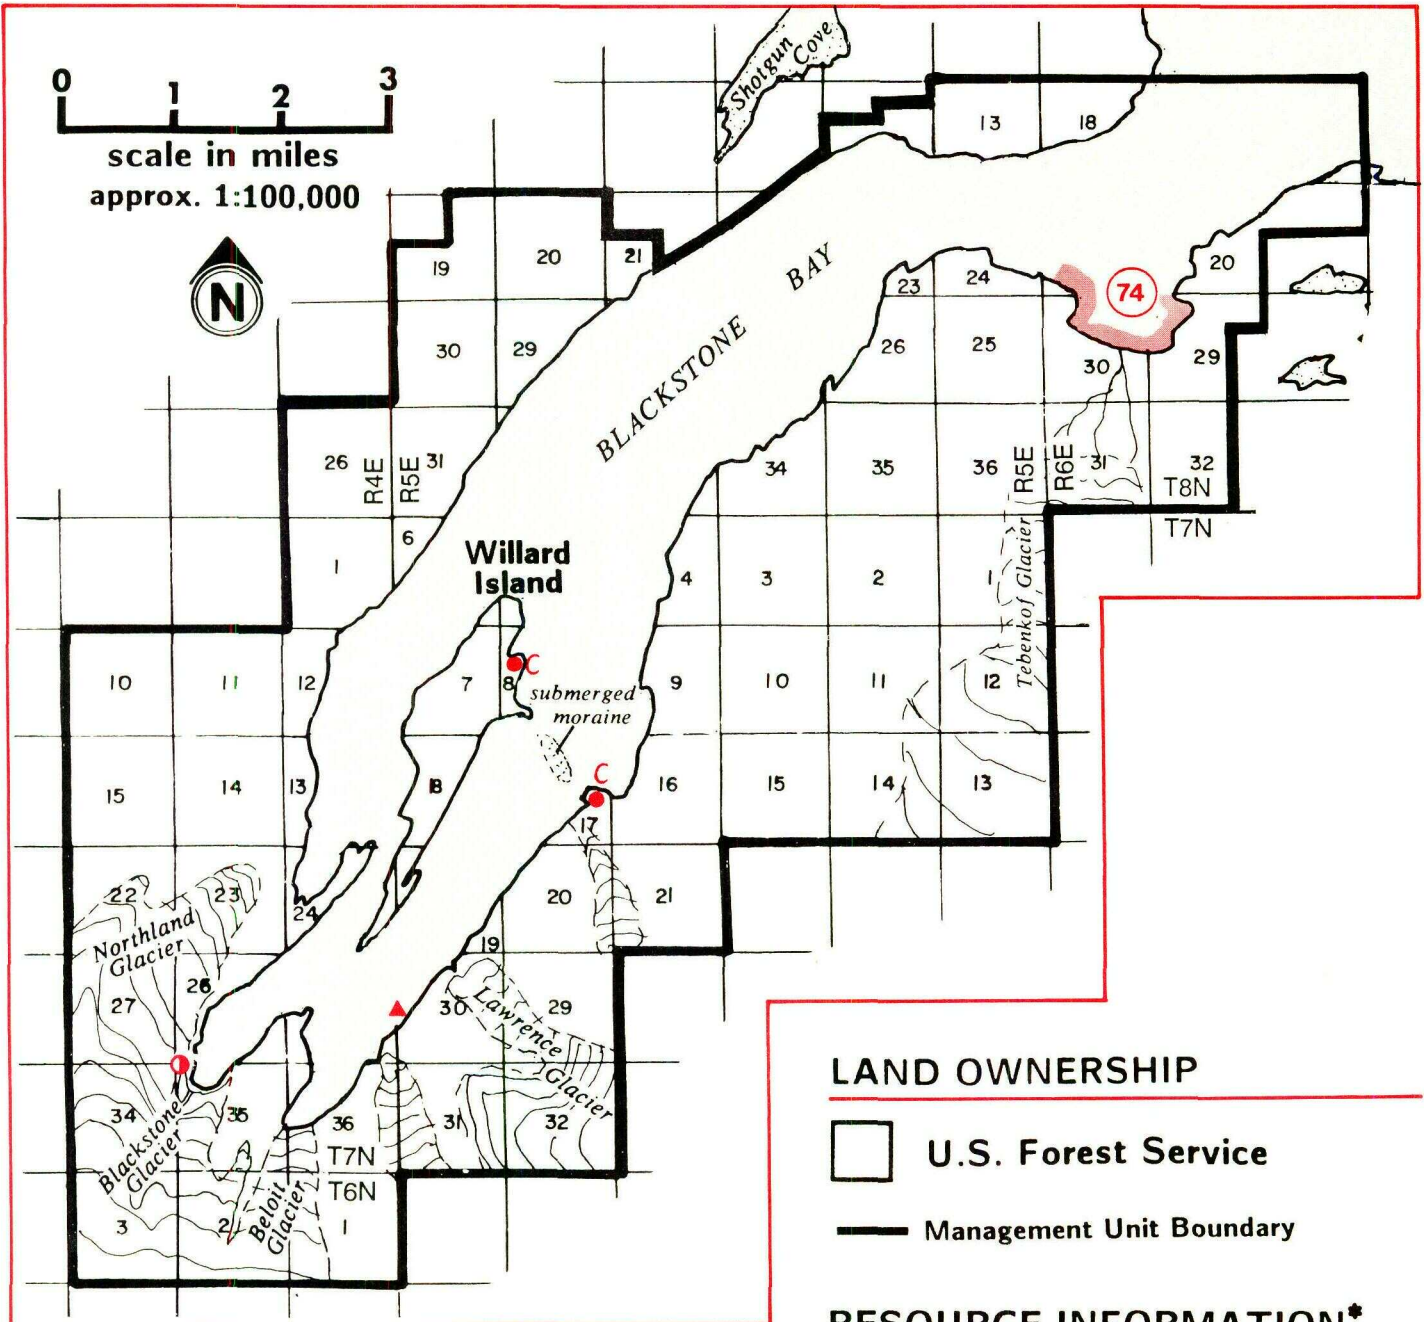 Shotgun Cove
0 1 2 3
scale in miles
approx. 1:100,000
N
13 18
19 20 21
20
23 24
74
BLACKSTONE BAY
30 29
26 25 30 29
26 R4E R5E 31
34 35 36 R5E R6E 31 32
T8N
T7N
1 6
Willard
Island
4 3 2 1
Tebenkof Glacier
10 11 12 7 8 C
9 10 11 12
submerged
moraine
15 14 13 18
C
16 15 14 13
17
22 23 24
20 21
19
Northland
Glacier
27 26
30 29
Lawrence
Glacier
34 35 36 31 32
Blackstone
Glacier
T7N
T6N
Beloit
Glacier
3 2 1
LAND OWNERSHIP
U.S. Forest Service
Management Unit Boundary
RESOURCE INFORMATION*